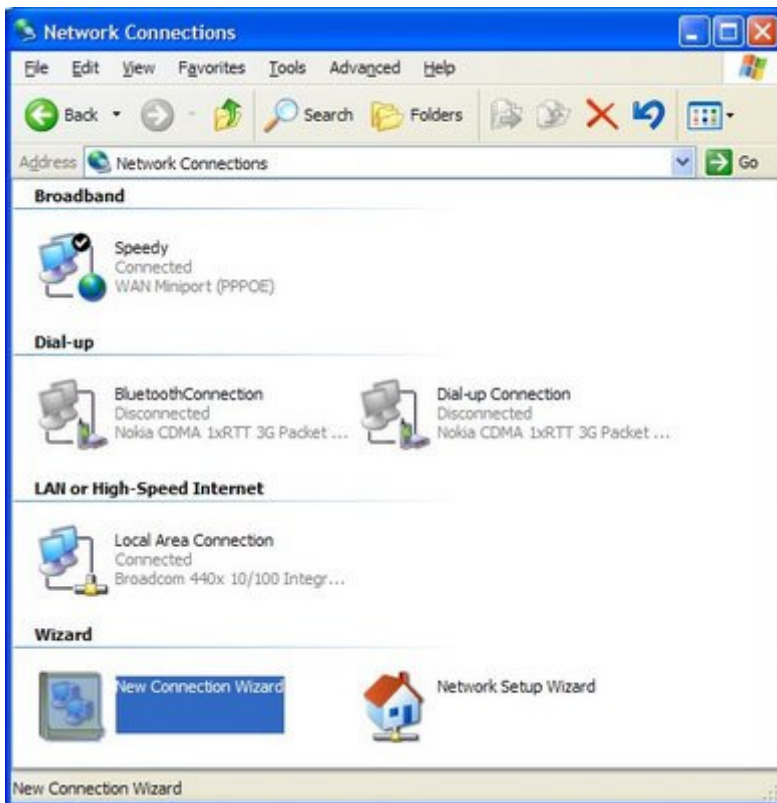 Network Connections
File Edit View Favorites Tools Advanced Help
Back Search Folders
Address Network Connections Go
Broadband
Speedy
Connected
WAN Miniport (PPPOE)
Dial-up
BluetoothConnection Dial-up Connection
Disconnected Disconnected
Nokia CDMA 1xRTT 3G Packet ... Nokia CDMA 1xRTT 3G Packet ...
LAN or High-Speed Internet
Local Area Connection
Connected
Broadcom 440x 10/100 Integr...
Wizard
New Connection Wizard Network Setup Wizard
New Connection Wizard